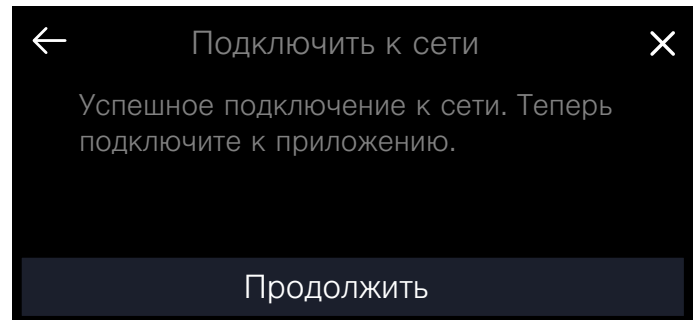 Подключить к сети
Успешное подключение к сети. Теперь
подключите к приложению.
Продолжить